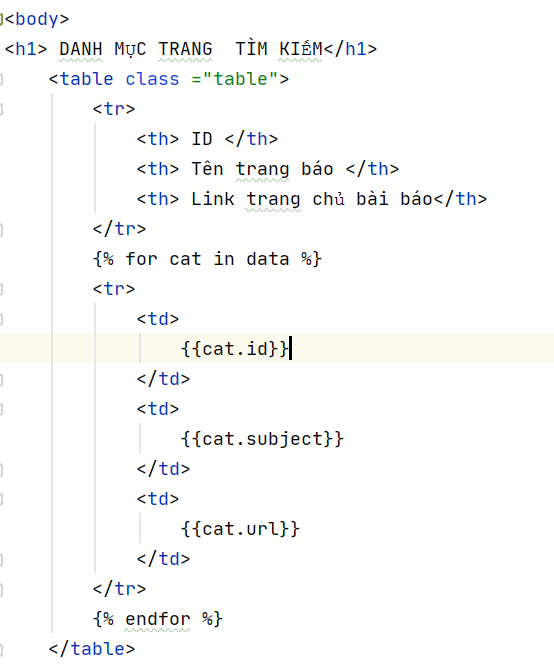 <body>
<h1> DANH MỤC TRANG  TÌM KIẾM</h1>
    <table class ="table">
        <tr>
            <th> ID </th>
            <th> Tên trang báo </th>
            <th> Link trang chủ bài báo</th>
        </tr>
        {% for cat in data %}
        <tr>
            <td>
                {{cat.id}}
            </td>
            <td>
                {{cat.subject}}
            </td>
            <td>
                {{cat.url}}
            </td>
        </tr>
        {% endfor %}
    </table>